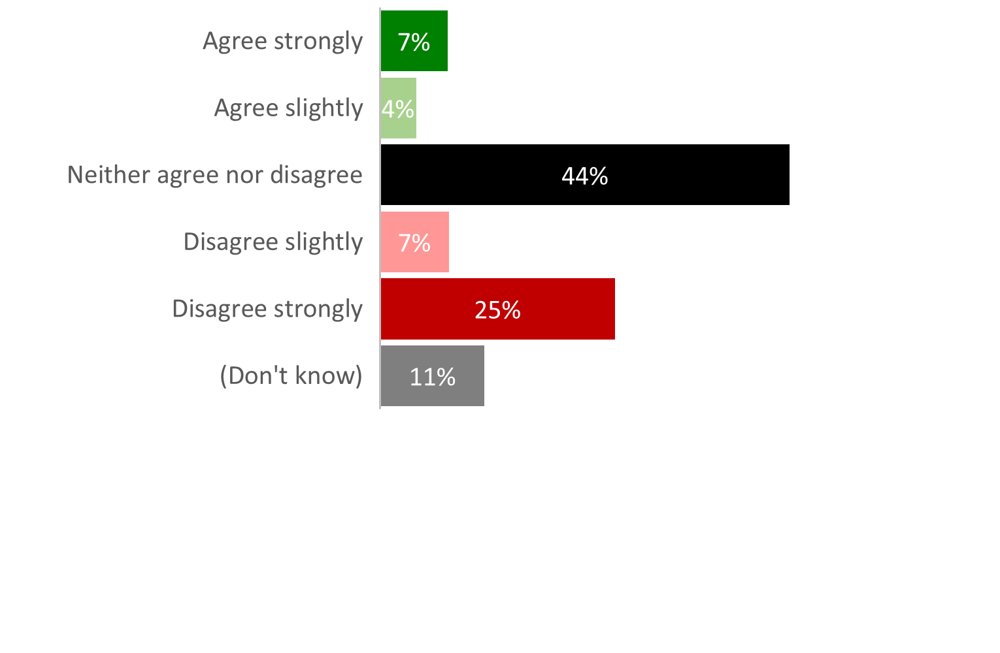 Agree strongly 7%
Agree slightly 4%
Neither agree nor disagree 44%
Disagree slightly 7%
Disagree strongly 25%
(Don't know) 11%